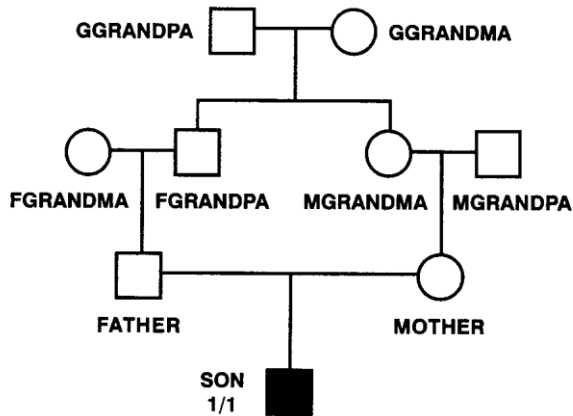 GGRANDPA GGRANDMA
FGRANDMA FGRANDPA MGRANDMA MGRANDPA
FATHER MOTHER
SON
1/1